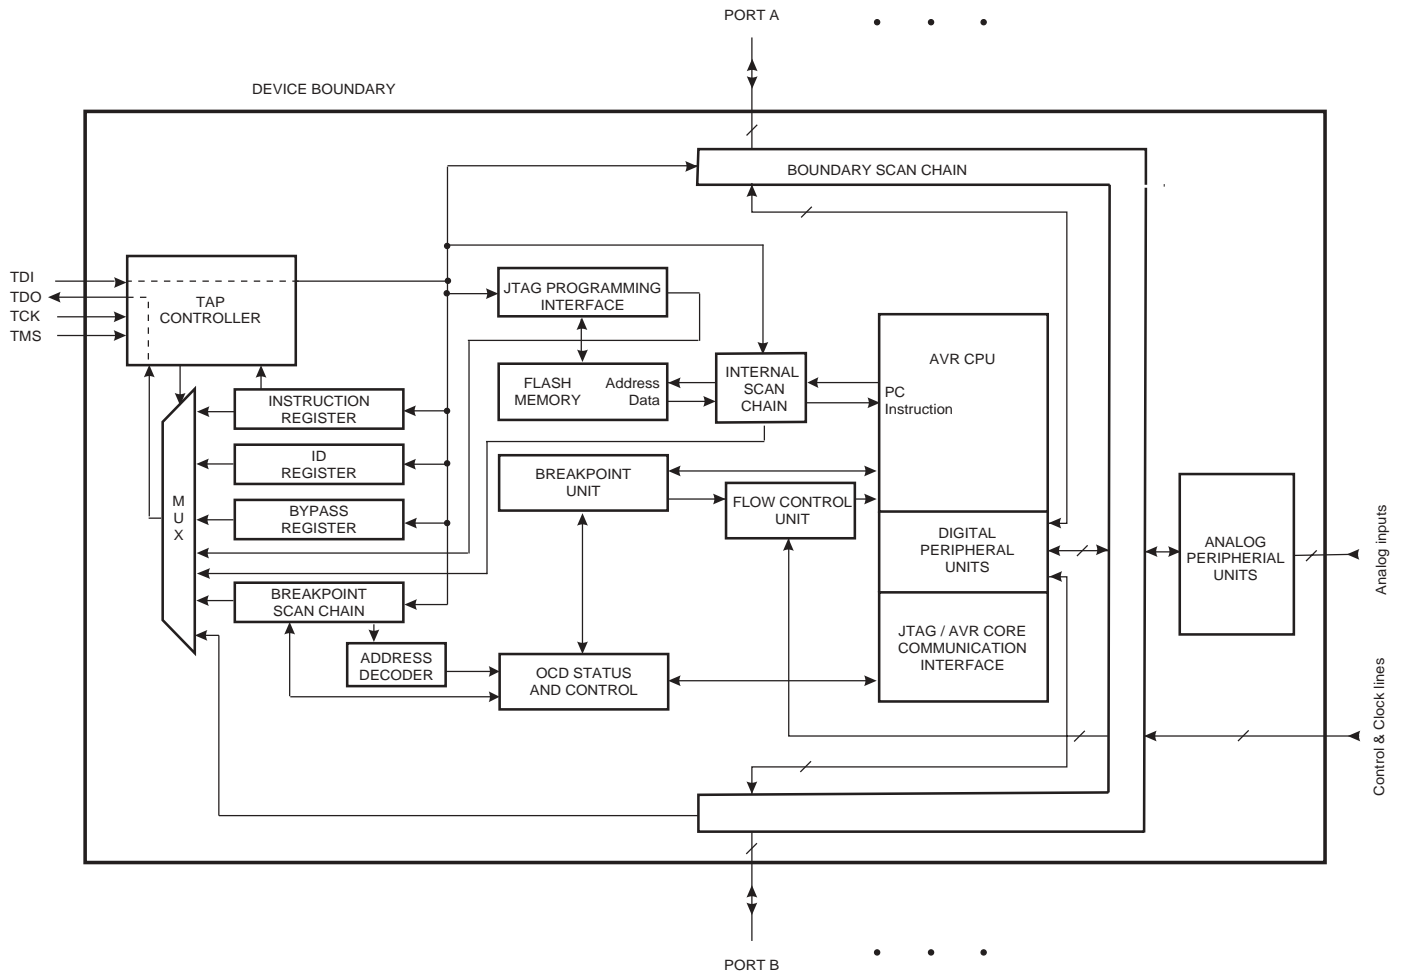 PORT A
DEVICE BOUNDARY
BOUNDARY SCAN CHAIN
TDI
TDO
TCK
TMS
TAP
CONTROLLER
JTAG PROGRAMMING
INTERFACE
AVR CPU
FLASH
MEMORY
Address
Data
INTERNAL
SCAN
CHAIN
PC
Instruction
INSTRUCTION
REGISTER
ID
REGISTER
BREAKPOINT
UNIT
FLOW CONTROL
UNIT
M
U
X
BYPASS
REGISTER
DIGITAL
PERIPHERAL
UNITS
ANALOG
PERIPHERIAL
UNITS
Analog inputs
BREAKPOINT
SCAN CHAIN
JTAG / AVR CORE
COMMUNICATION
INTERFACE
ADDRESS
DECODER
OCD STATUS
AND CONTROL
Control & Clock lines
PORT B